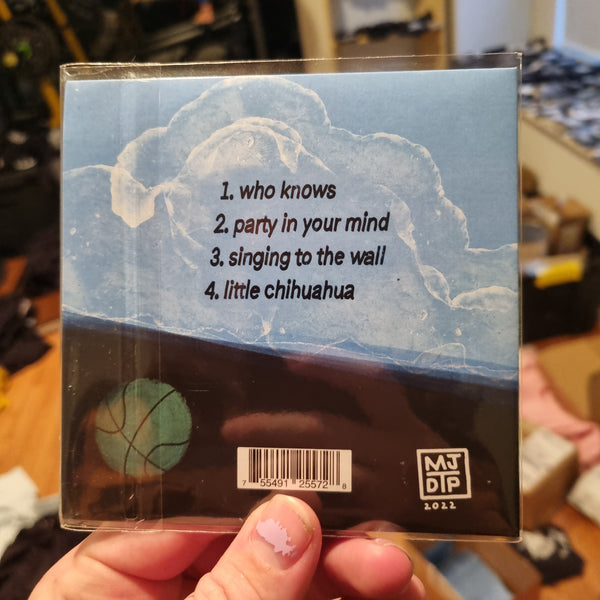 1. who knows
2. party in your mind
3. singing to the wall
4. little chihuahua
7 55491 25572 8
MJ
DTP
2022